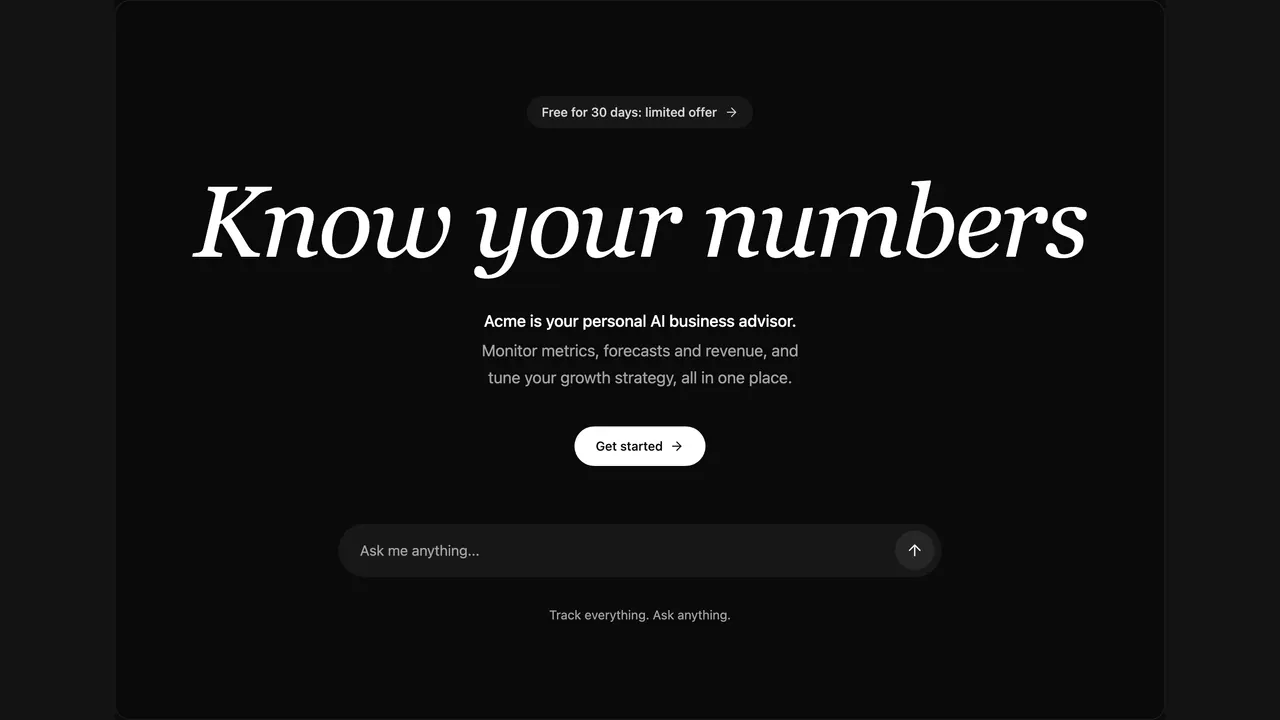 Free for 30 days: limited offer →
Know your numbers
Acme is your personal AI business advisor.
Monitor metrics, forecasts and revenue, and
tune your growth strategy, all in one place.
Get started →
Ask me anything...
Track everything. Ask anything.